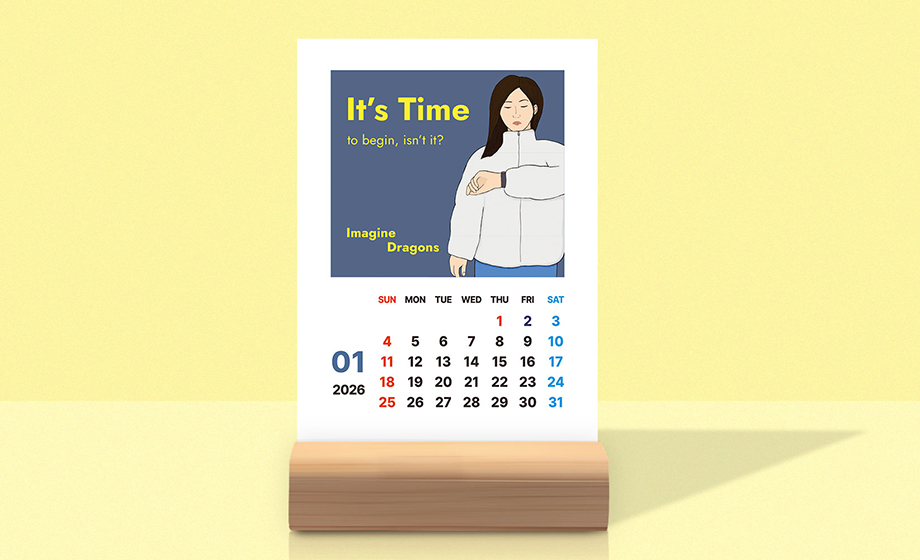 It's Time
to begin, isn't it?
Imagine
Dragons
SUN MON TUE WED THU FRI SAT
1 2 3
4 5 6 7 8 9 10
01
11 12 13 14 15 16 17
2026
18 19 20 21 22 23 24
25 26 27 28 29 30 31